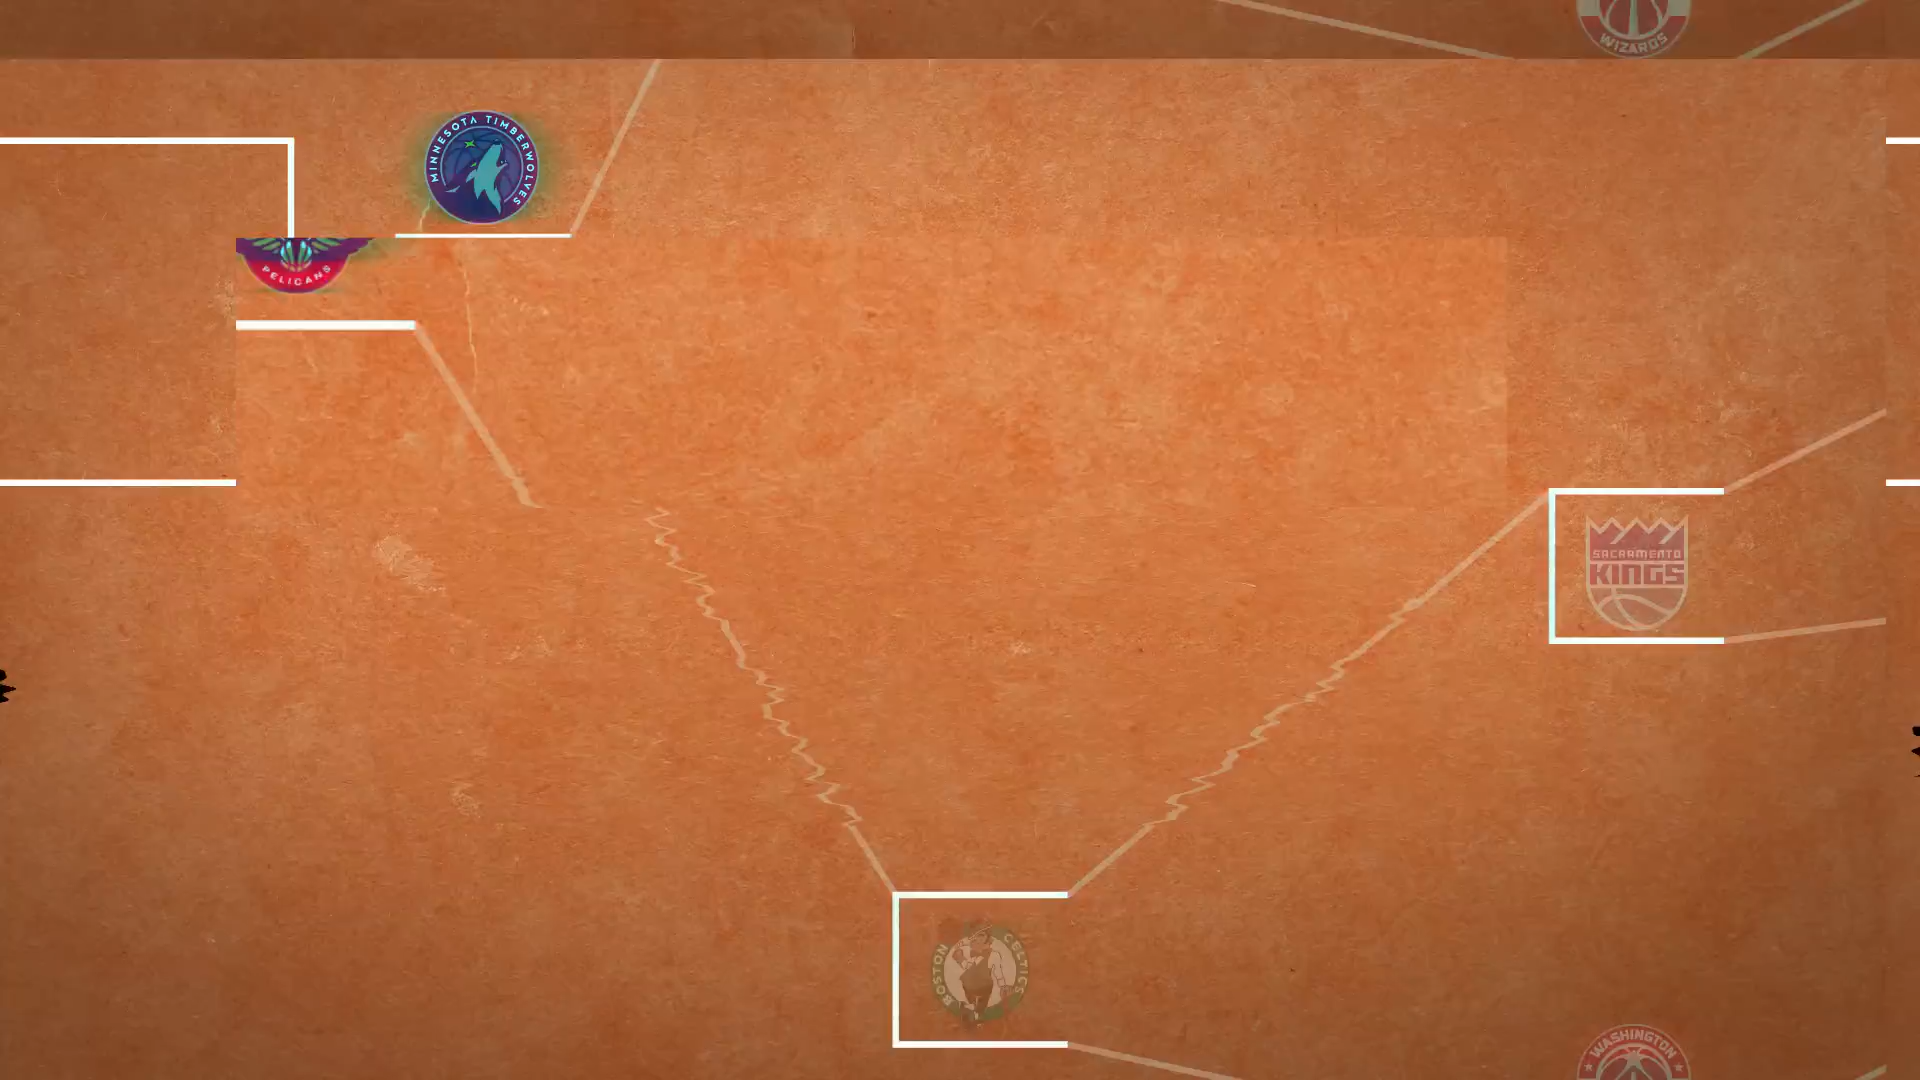 WIZARDS
MINNESOTA TIMBERWOLVES
PELICANS
SACRAMENTO
KINGS
BOSTON CELTICS
WASHINGTON